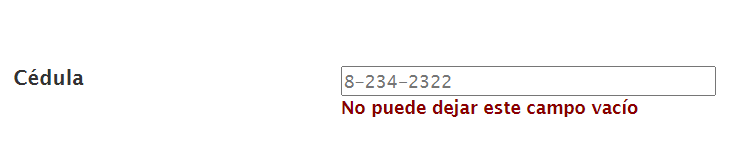 Cédula
8-234-2322
No puede dejar este campo vacío